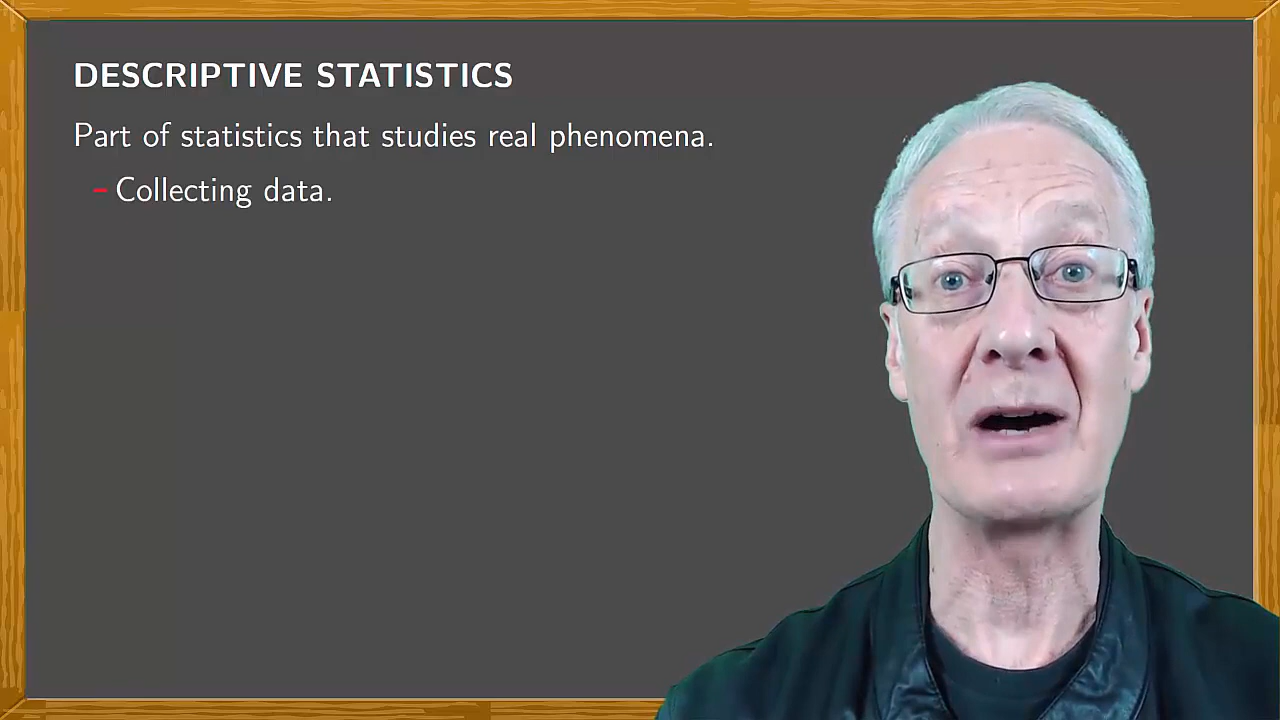 DESCRIPTIVE STATISTICS
Part of statistics that studies real phenomena.
– Collecting data.